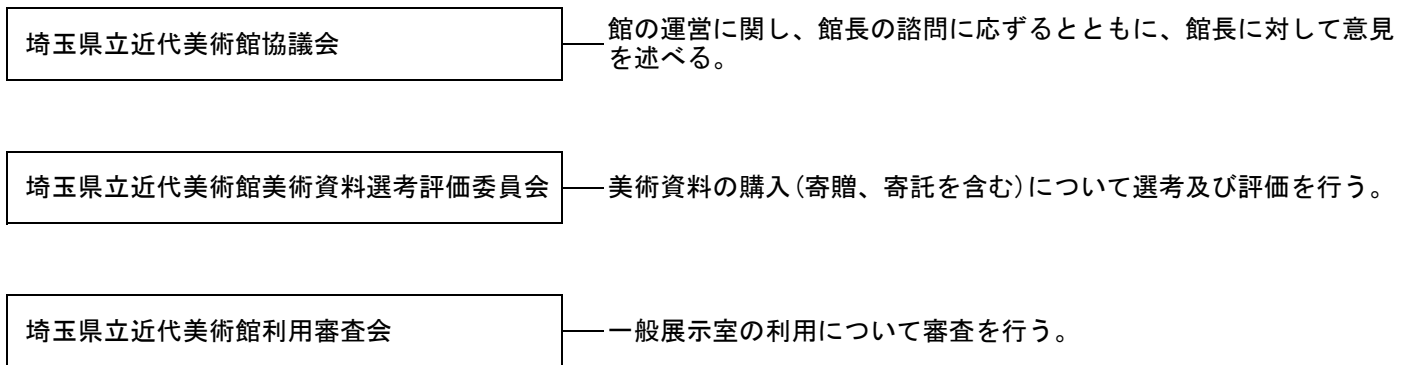 埼玉県立近代美術館協議会
館の運営に関し、館長の諮問に応ずるとともに、館長に対して意見
を述べる。
埼玉県立近代美術館美術資料選考評価委員会
美術資料の購入(寄贈、寄託を含む)について選考及び評価を行う。
埼玉県立近代美術館利用審査会
一般展示室の利用について審査を行う。